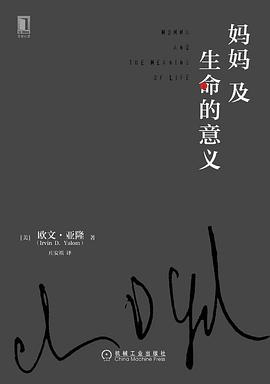 妈妈及
生命的意义
MOMMA
AND
THE MEANING
OF LIFE
[美] 欧文·亚隆 著
(Irvin D. Yalom)
庄安祺 译
机械工业出版社
China Machine Press